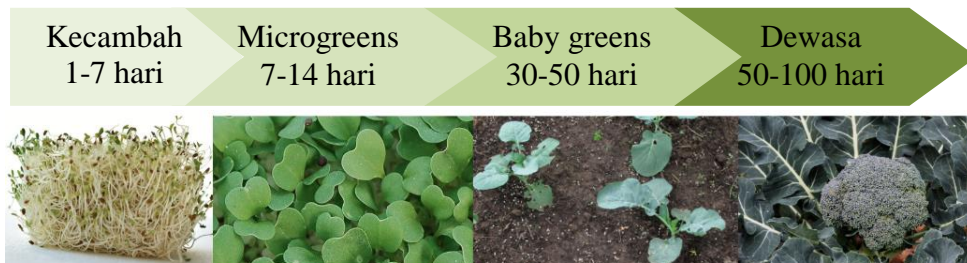 Kecambah
1-7 hari
Microgreens
7-14 hari
Baby greens
30-50 hari
Dewasa
50-100 hari